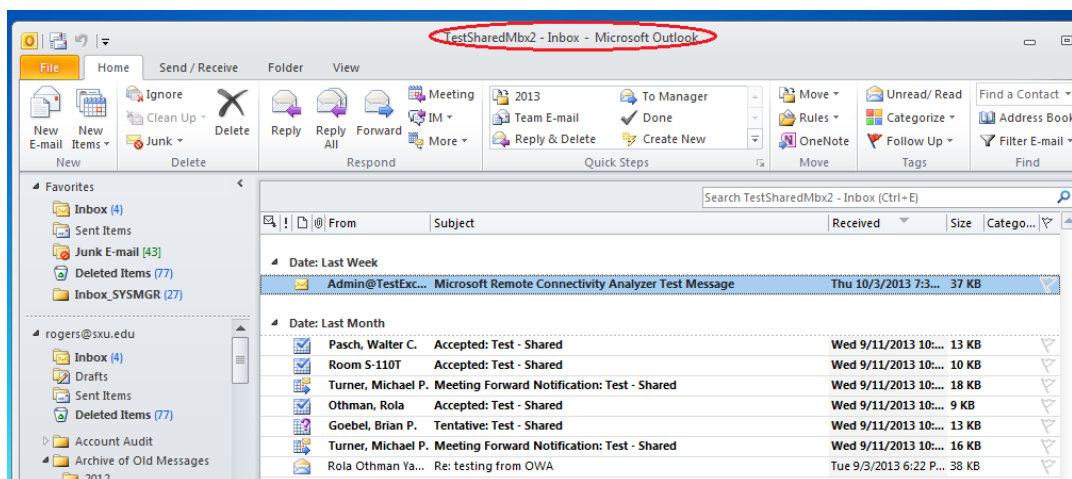 TestSharedMbx2 - Inbox - Microsoft Outlook
File Home Send / Receive Folder View
Ignore Meeting 2013 To Manager Move Unread/ Read Find a Contact
Clean Up IM Team E-mail Done Rules Categorize Address Book
New E-mail New Items Junk Delete Reply Reply All Forward More Reply & Delete Create New OneNote Follow Up Filter E-mail
New Delete Respond Quick Steps Move Tags Find
Favorites
Inbox (4)
Sent Items
Junk E-mail [43]
Deleted Items (77)
Inbox_SYSMGR (27)
rogers@sxu.edu
Inbox (4)
Drafts
Sent Items
Deleted Items (77)
Account Audit
Archive of Old Messages
2012
Search TestSharedMbx2 - Inbox (Ctrl+E)
From Subject Received Size Catego...
Date: Last Week
Admin@TestExc... Microsoft Remote Connectivity Analyzer Test Message Thu 10/3/2013 7:3... 37 KB
Date: Last Month
Pasch, Walter C. Accepted: Test - Shared Wed 9/11/2013 10:... 13 KB
Room S-110T Accepted: Test - Shared Wed 9/11/2013 10:... 10 KB
Turner, Michael P. Meeting Forward Notification: Test - Shared Wed 9/11/2013 10:... 18 KB
Othman, Rola Accepted: Test - Shared Wed 9/11/2013 10:... 9 KB
Goebel, Brian P. Tentative: Test - Shared Wed 9/11/2013 10:... 13 KB
Turner, Michael P. Meeting Forward Notification: Test - Shared Wed 9/11/2013 10:... 16 KB
Rola Othman Ya... Re: testing from OWA Tue 9/3/2013 6:22 P... 38 KB